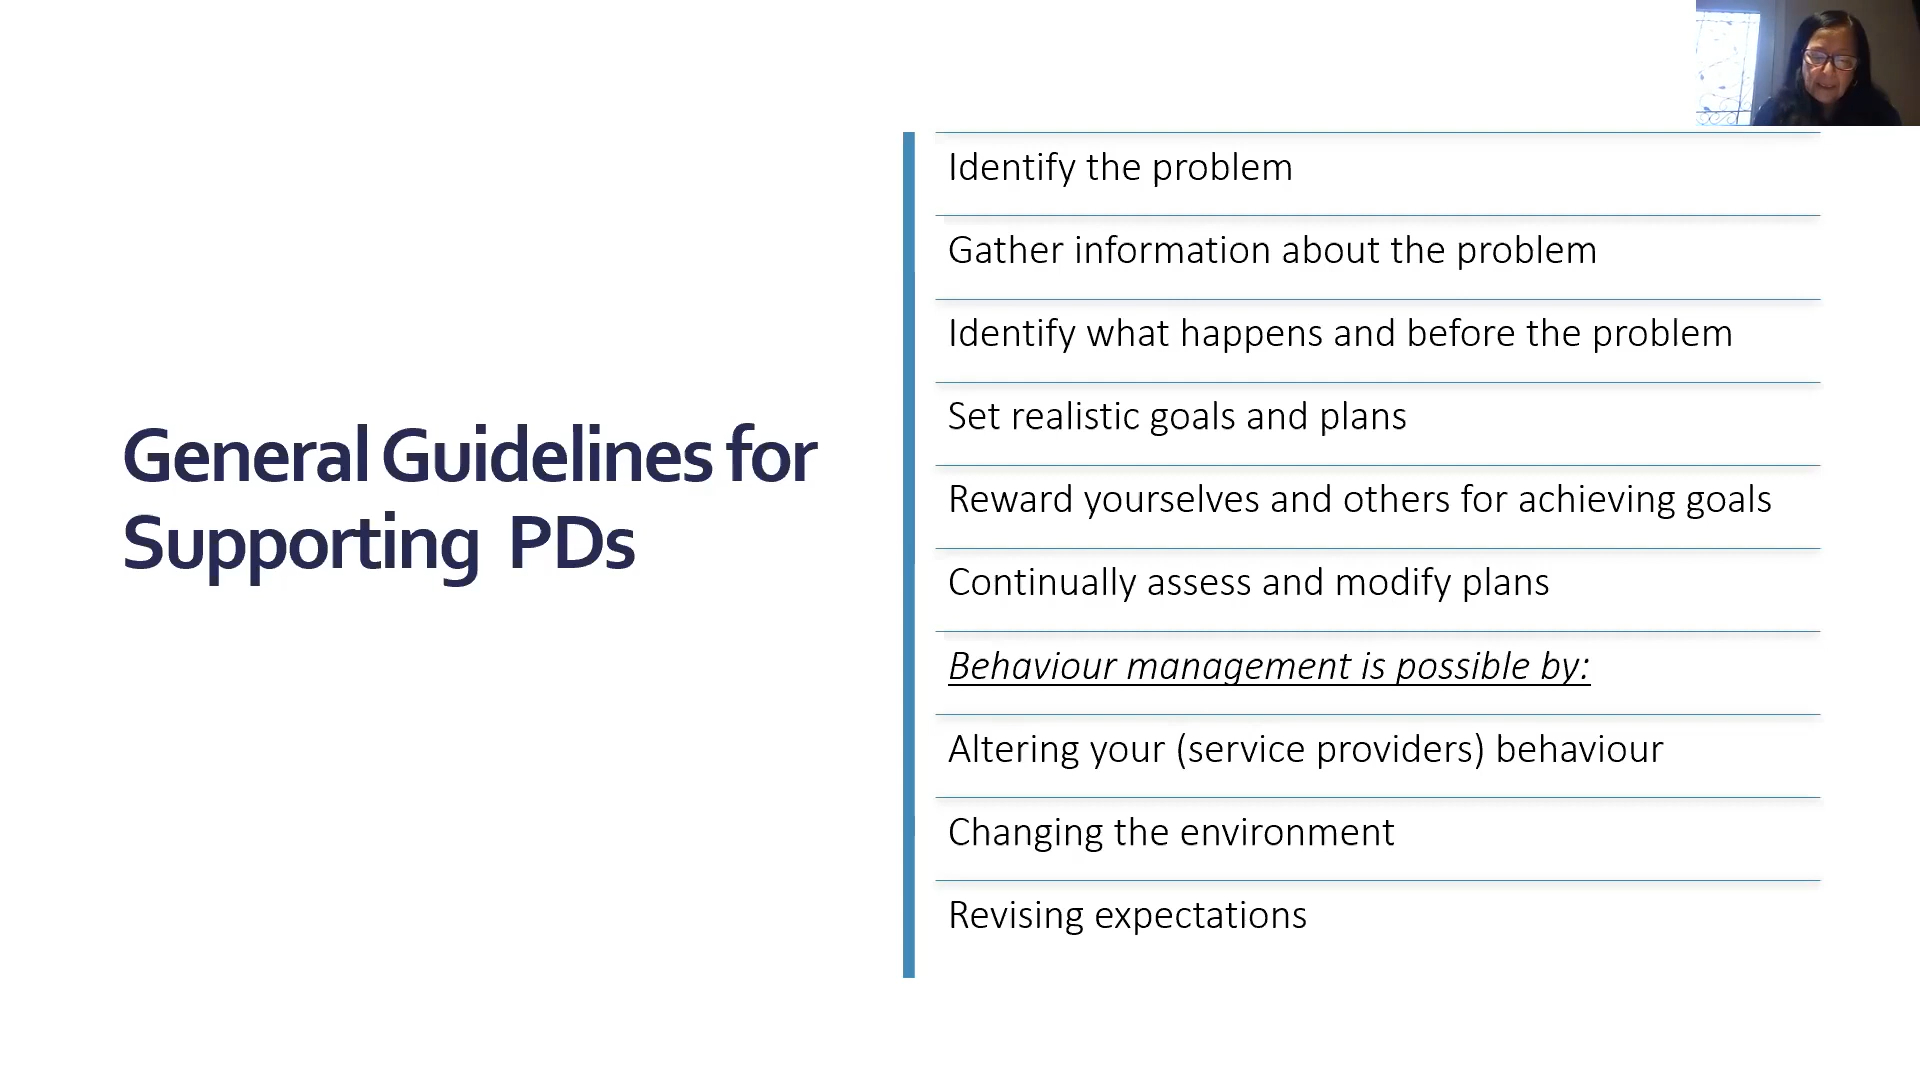 General Guidelines for
Supporting PDs
Identify the problem
Gather information about the problem
Identify what happens and before the problem
Set realistic goals and plans
Reward yourselves and others for achieving goals
Continually assess and modify plans
Behaviour management is possible by:
Altering your (service providers) behaviour
Changing the environment
Revising expectations